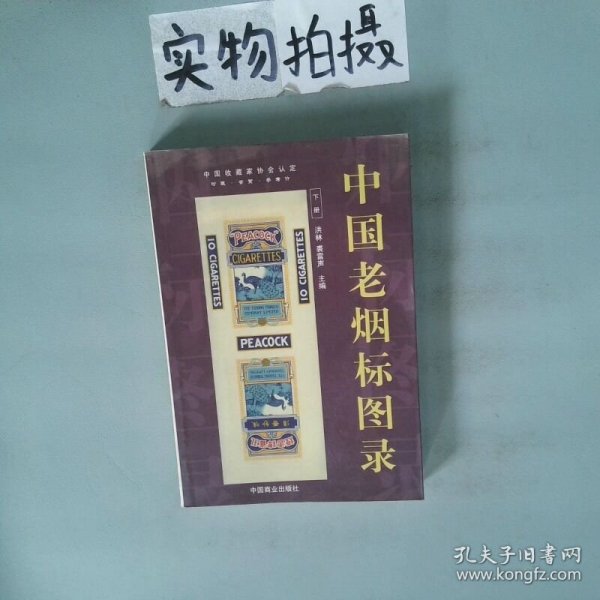 实物拍摄
中国收藏家协会认定
下册
洪林 裘雷声 主编
中国老烟标图录
10 CIGARETTES
"PEACOCK"
CIGARETTES
10 CIGARETTES
PEACOCK
中国商业出版社
孔夫子旧书网
www.kongfz.com